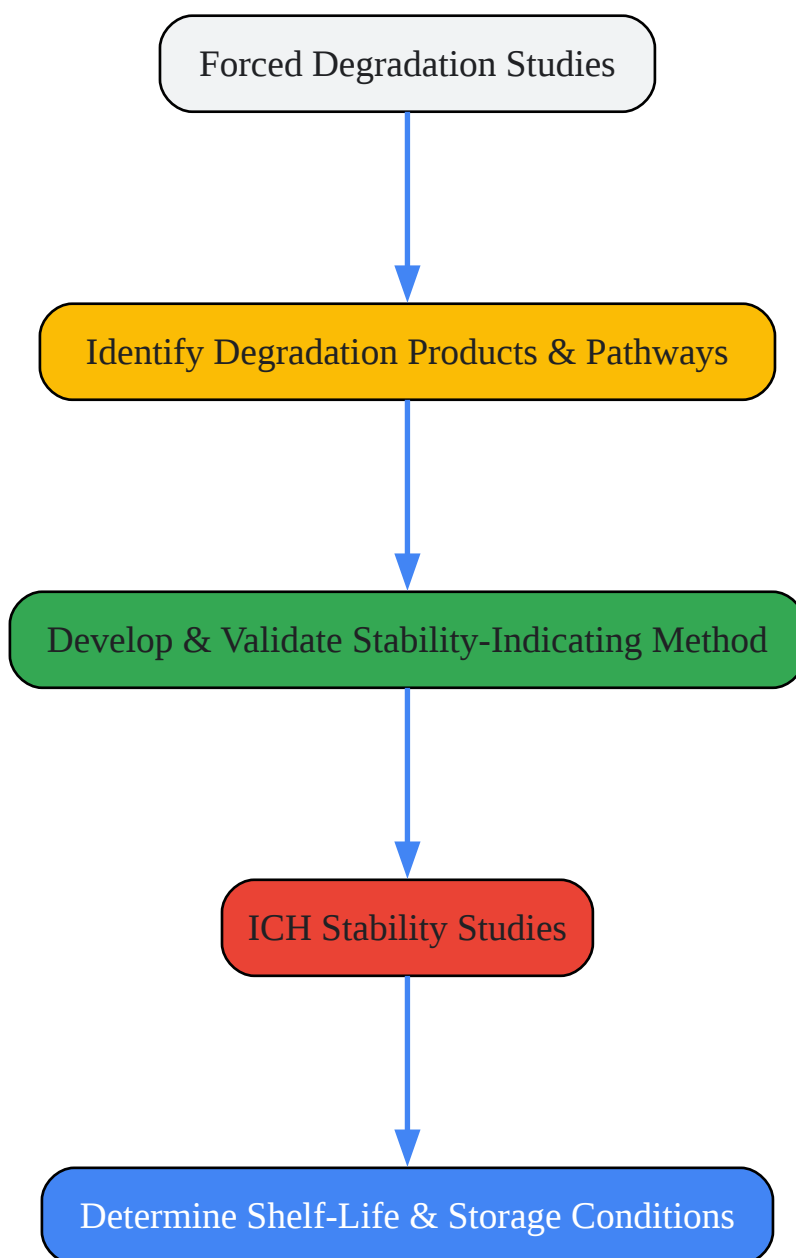 Forced Degradation Studies
Identify Degradation Products & Pathways
Develop & Validate Stability-Indicating Method
ICH Stability Studies
Determine Shelf-Life & Storage Conditions